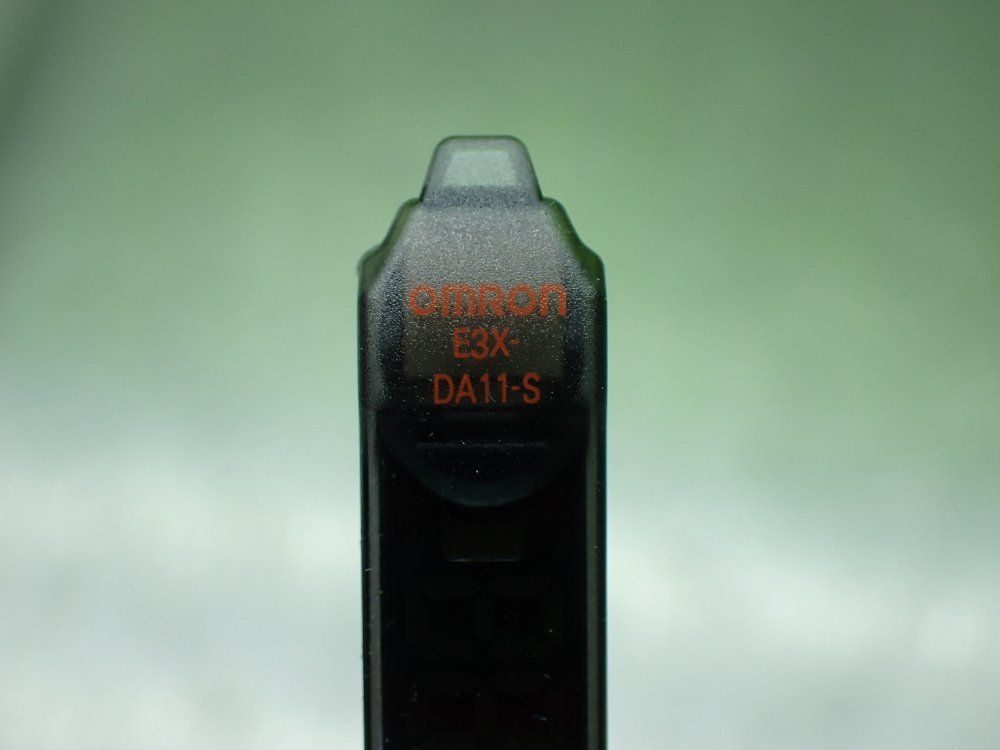 OMRON
E3X-
DA11-S